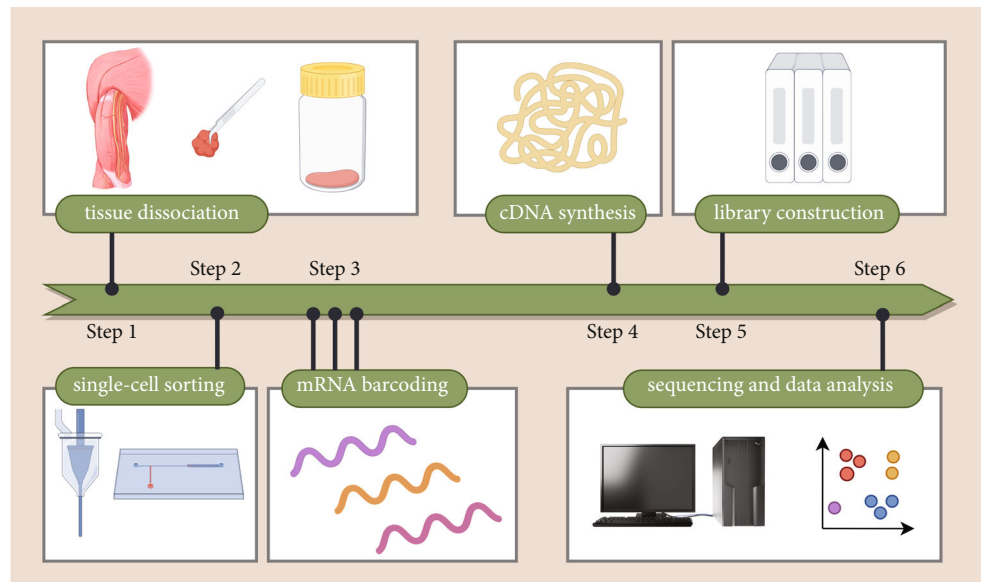 tissue dissociation
cDNA synthesis
library construction
Step 2
Step 3
Step 6
Step 1
Step 4
Step 5
single-cell sorting
mRNA barcoding
sequencing and data analysis